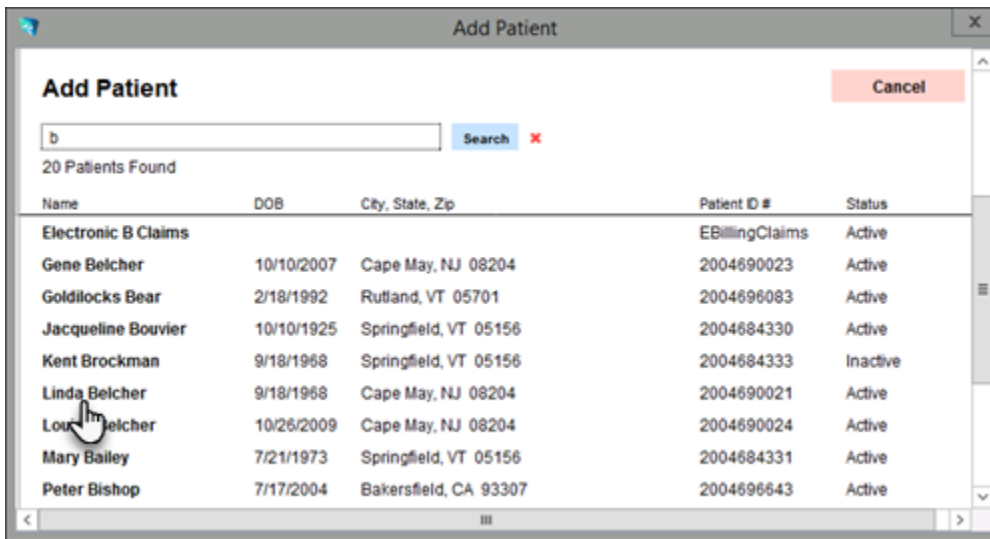 Add Patient
x
Add Patient Cancel
b Search
20 Patients Found
Name DOB City, State, Zip Patient ID # Status
Electronic B Claims EBillingClaims Active
Gene Belcher 10/10/2007 Cape May, NJ 08204 2004690023 Active
Goldilocks Bear 2/18/1992 Rutland, VT 05701 2004696083 Active
Jacqueline Bouvier 10/10/1925 Springfield, VT 05156 2004684330 Active
Kent Brockman 9/18/1968 Springfield, VT 05156 2004684333 Inactive
Linda Belcher 9/18/1968 Cape May, NJ 08204 2004690021 Active
Belcher 10/26/2009 Cape May, NJ 08204 2004690024 Active
Mary Bailey 7/21/1973 Springfield, VT 05156 2004684331 Active
Peter Bishop 7/17/2004 Bakersfield, CA 93307 2004696643 Active